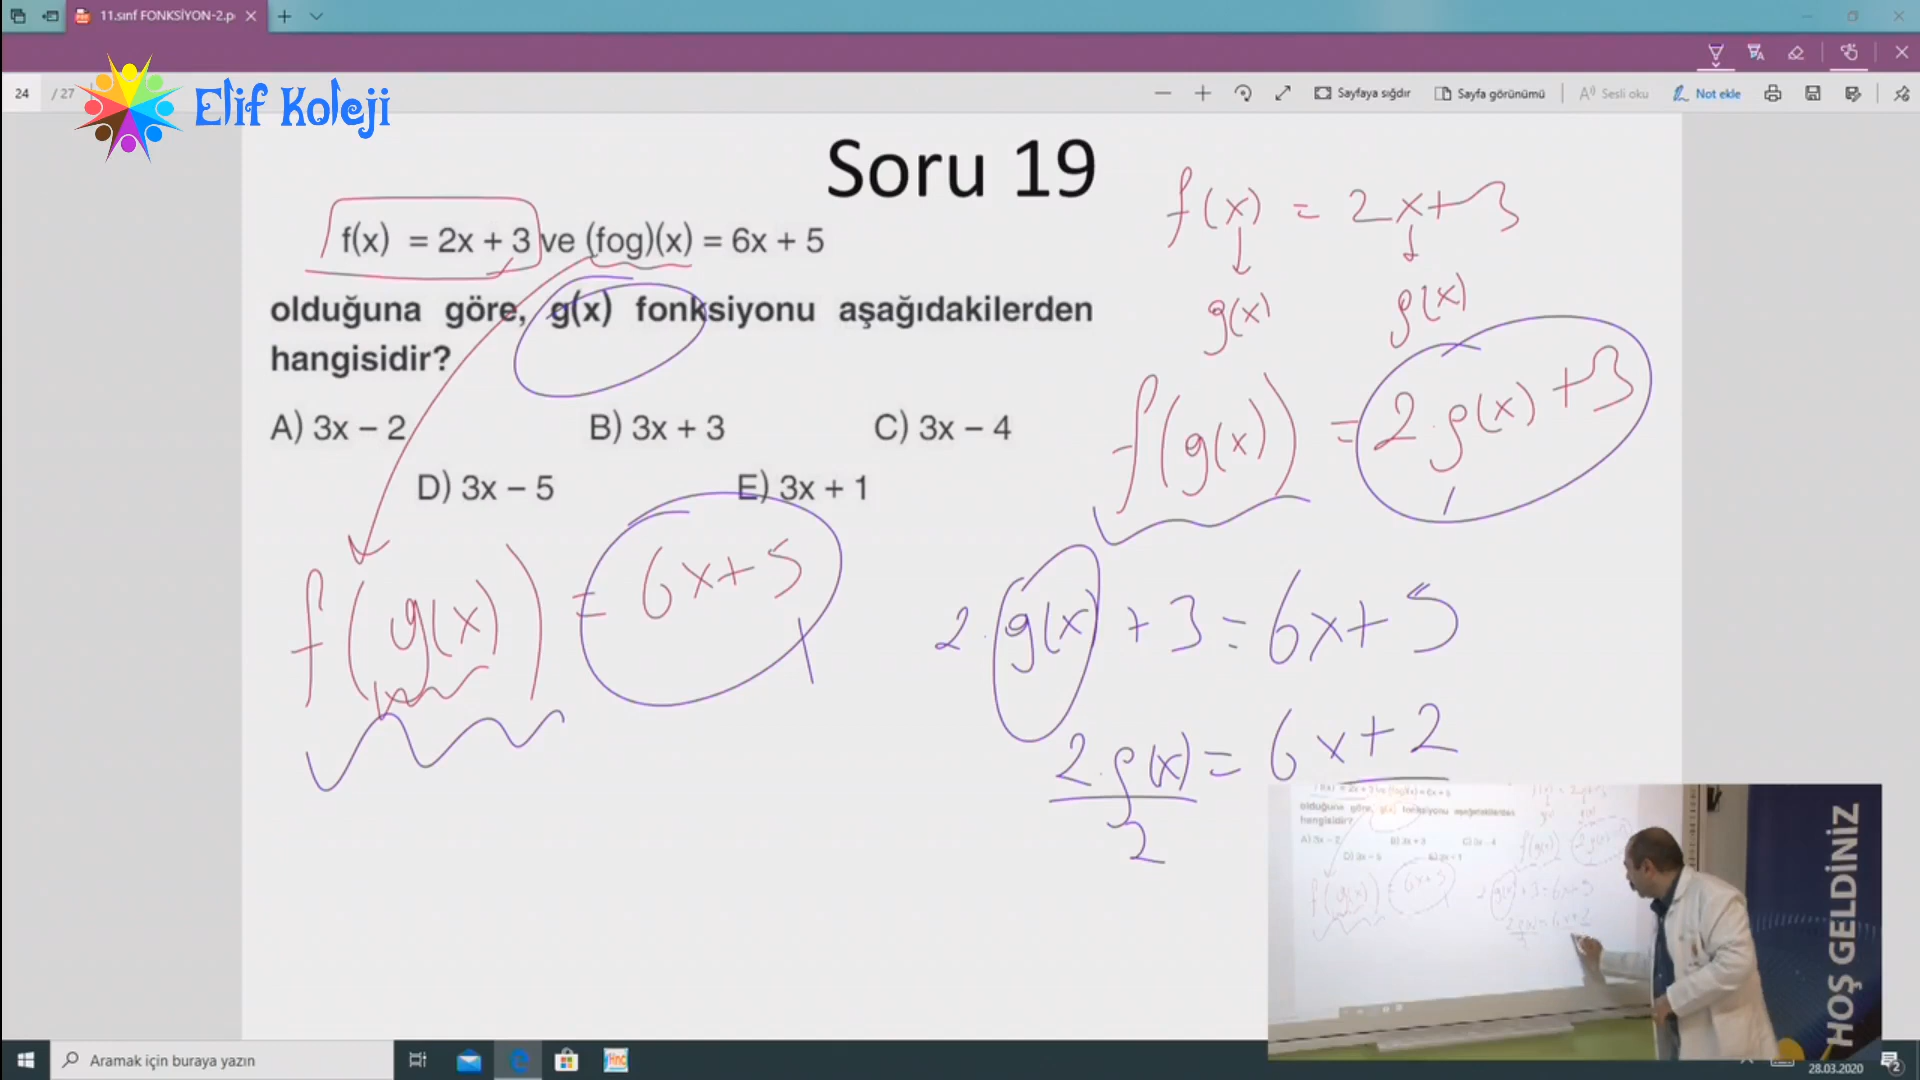 11.sınf FONKSİYON-2.p
24 / 27
Sayfaya sığdır
Sayfa görünümü
Sesli oku
Not ekle
Elif Koleji
Soru 19
f(x) = 2x + 3 ve (fog)(x) = 6x + 5
olduğuna göre, g(x) fonksiyonu aşağıdakilerden
hangisidir?
A) 3x – 2 B) 3x + 3 C) 3x – 4
D) 3x – 5 E) 3x + 1
f(x) = 2x+3
g(x) g(x)
f(g(x)) = 2.g(x)+3
f(g(x)) = 6x+5
2.g(x) + 3 = 6x+5
2.g(x) = 6x+2
2
HOŞ GELDİNİZ
Aramak için buraya yazın
28.03.2020
2